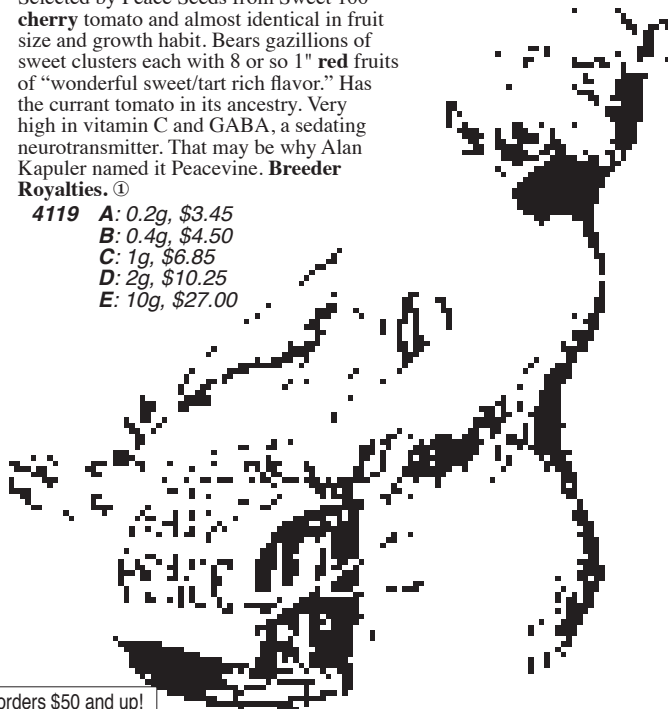 Selected by Peace Seeds from Sweet 100
cherry tomato and almost identical in fruit
size and growth habit. Bears gazillions of
sweet clusters each with 8 or so 1" red fruits
of “wonderful sweet/tart rich flavor.” Has
the currant tomato in its ancestry. Very
high in vitamin C and GABA, a sedating
neurotransmitter. That may be why Alan
Kapuler named it Peacevine. Breeder
Royalties. ①
4119 A: 0.2g, $3.45
B: 0.4g, $4.50
C: 1g, $6.85
D: 2g, $10.25
E: 10g, $27.00
orders $50 and up!